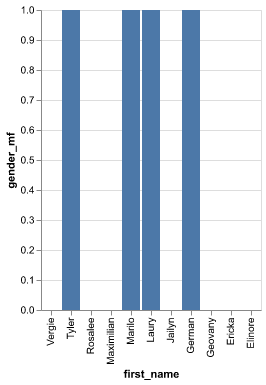 1.0
0.9
0.8
0.7
0.6
0.5
0.4
0.3
0.2
0.1
0.0
gender_mf
Vergie
Tyler
Rosalee
Maximilian
Marilo
Laury
Jailyn
German
Geovany
Ericka
Elinore
first_name